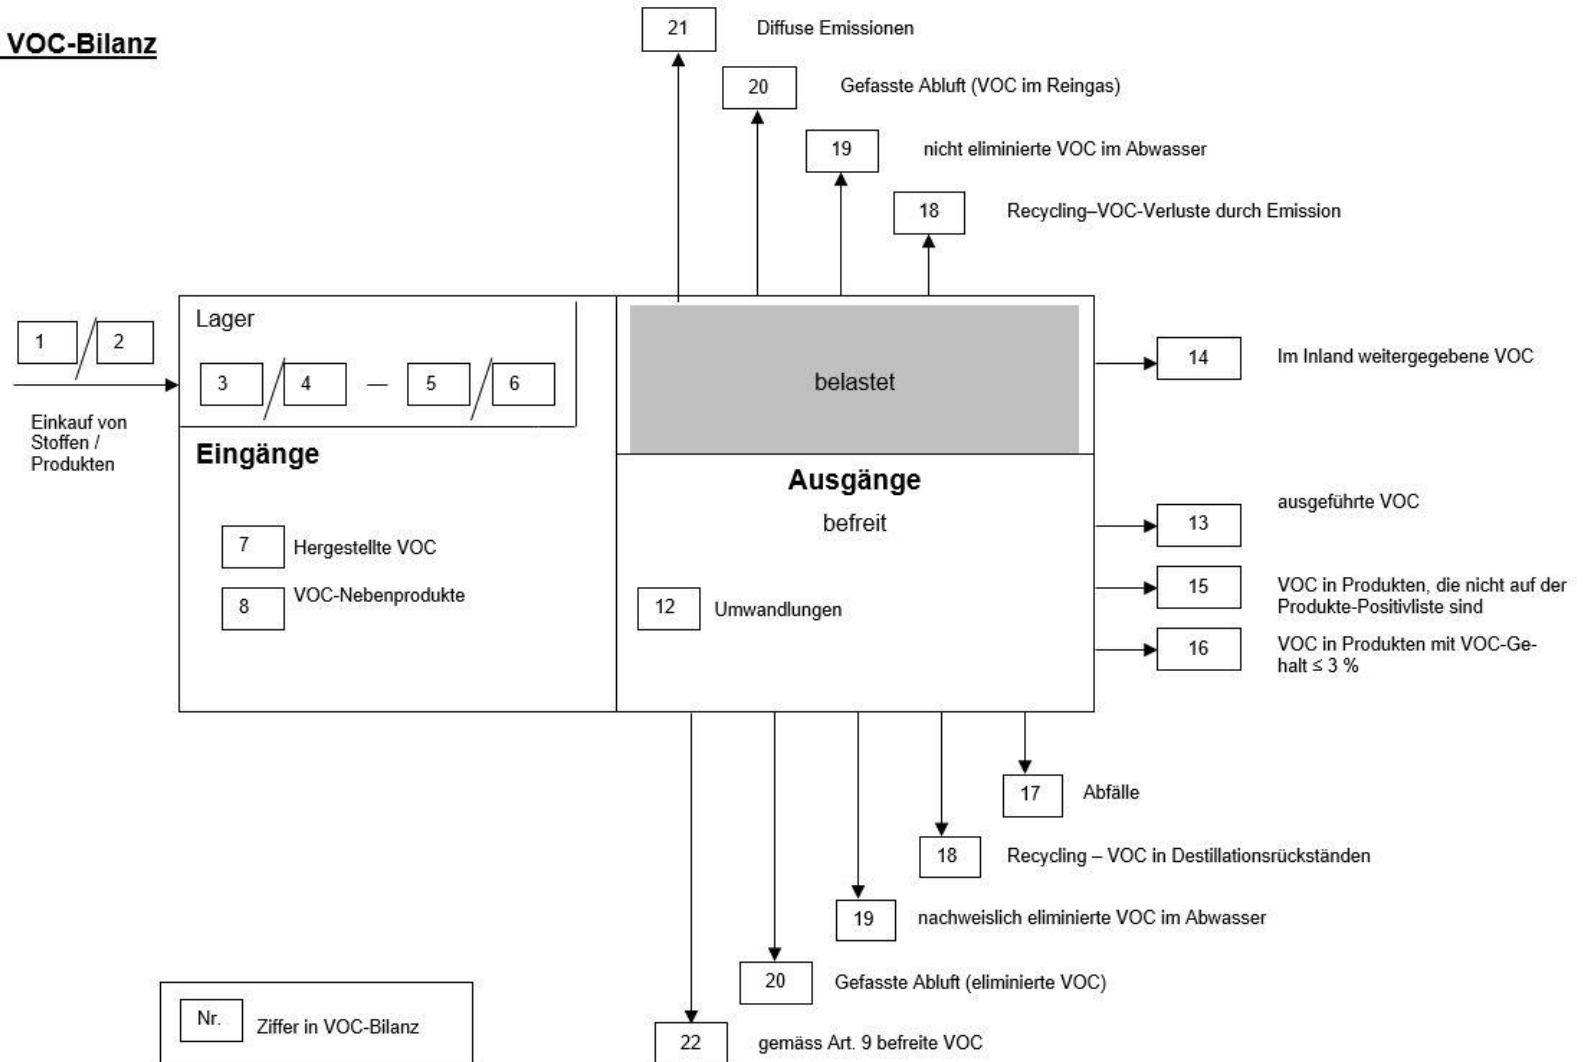 VOC-Bilanz
21 Diffuse Emissionen
20 Gefasste Abluft (VOC im Reingas)
19 nicht eliminierte VOC im Abwasser
18 Recycling–VOC-Verluste durch Emission
1 / 2
Einkauf von
Stoffen /
Produkten
Lager
3 / 4 — 5 / 6
Eingänge
7 Hergestellte VOC
8 VOC-Nebenprodukte
belastet
Ausgänge
befreit
12 Umwandlungen
14 Im Inland weitergegebene VOC
13 ausgeführte VOC
15 VOC in Produkten, die nicht auf der
Produkte-Positivliste sind
16 VOC in Produkten mit VOC-Ge-
halt ≤ 3 %
17 Abfälle
18 Recycling – VOC in Destillationsrückständen
19 nachweislich eliminierte VOC im Abwasser
20 Gefasste Abluft (eliminierte VOC)
22 gemäss Art. 9 befreite VOC
Nr. Ziffer in VOC-Bilanz